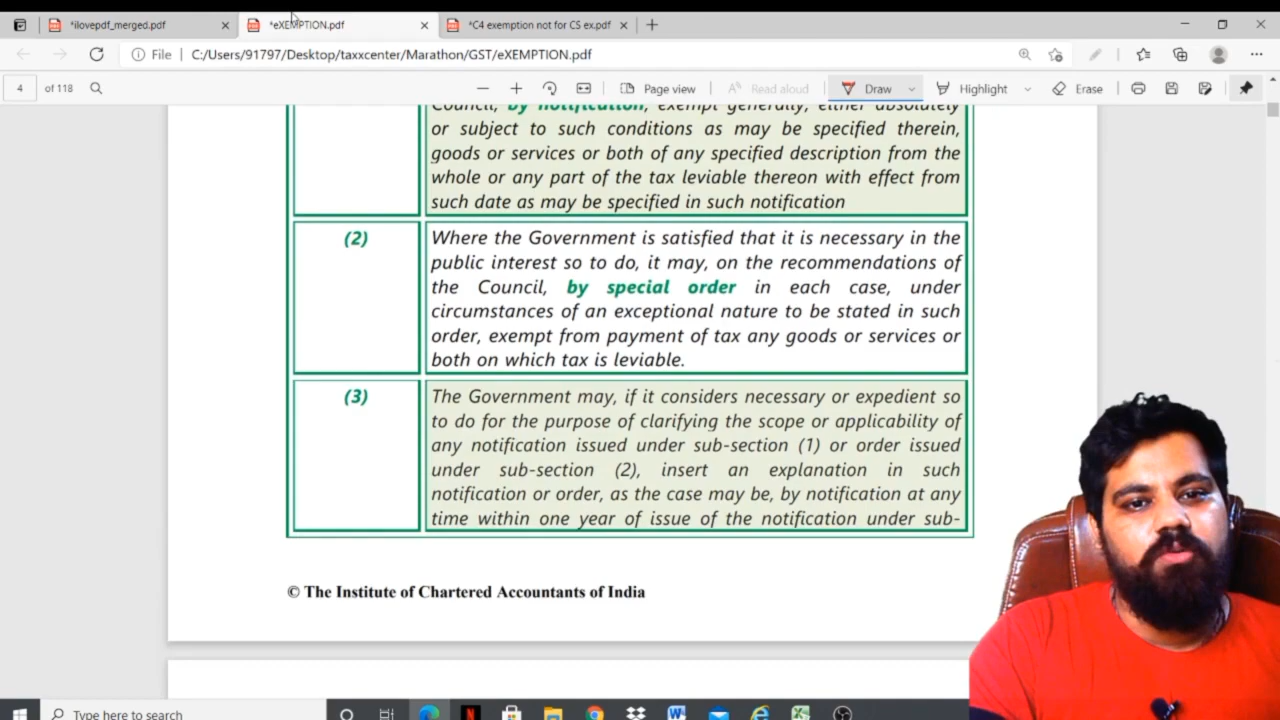 *ilovepdf_merged.pdf
*eXEMPTION.pdf
*C4 exemption not for CS ex.pdf
File C:/Users/91797/Desktop/taxxcenter/Marathon/GST/eXEMPTION.pdf
4 of 118
Page view
Read aloud
Draw
Highlight
Erase
Council, by notification, exempt generally, either absolutely
or subject to such conditions as may be specified therein,
goods or services or both of any specified description from the
whole or any part of the tax leviable thereon with effect from
such date as may be specified in such notification
(2) Where the Government is satisfied that it is necessary in the
public interest so to do, it may, on the recommendations of
the Council, by special order in each case, under
circumstances of an exceptional nature to be stated in such
order, exempt from payment of tax any goods or services or
both on which tax is leviable.
(3) The Government may, if it considers necessary or expedient so
to do for the purpose of clarifying the scope or applicability of
any notification issued under sub-section (1) or order issued
under sub-section (2), insert an explanation in such
notification or order, as the case may be, by notification at any
time within one year of issue of the notification under sub-
© The Institute of Chartered Accountants of India
Type here to search